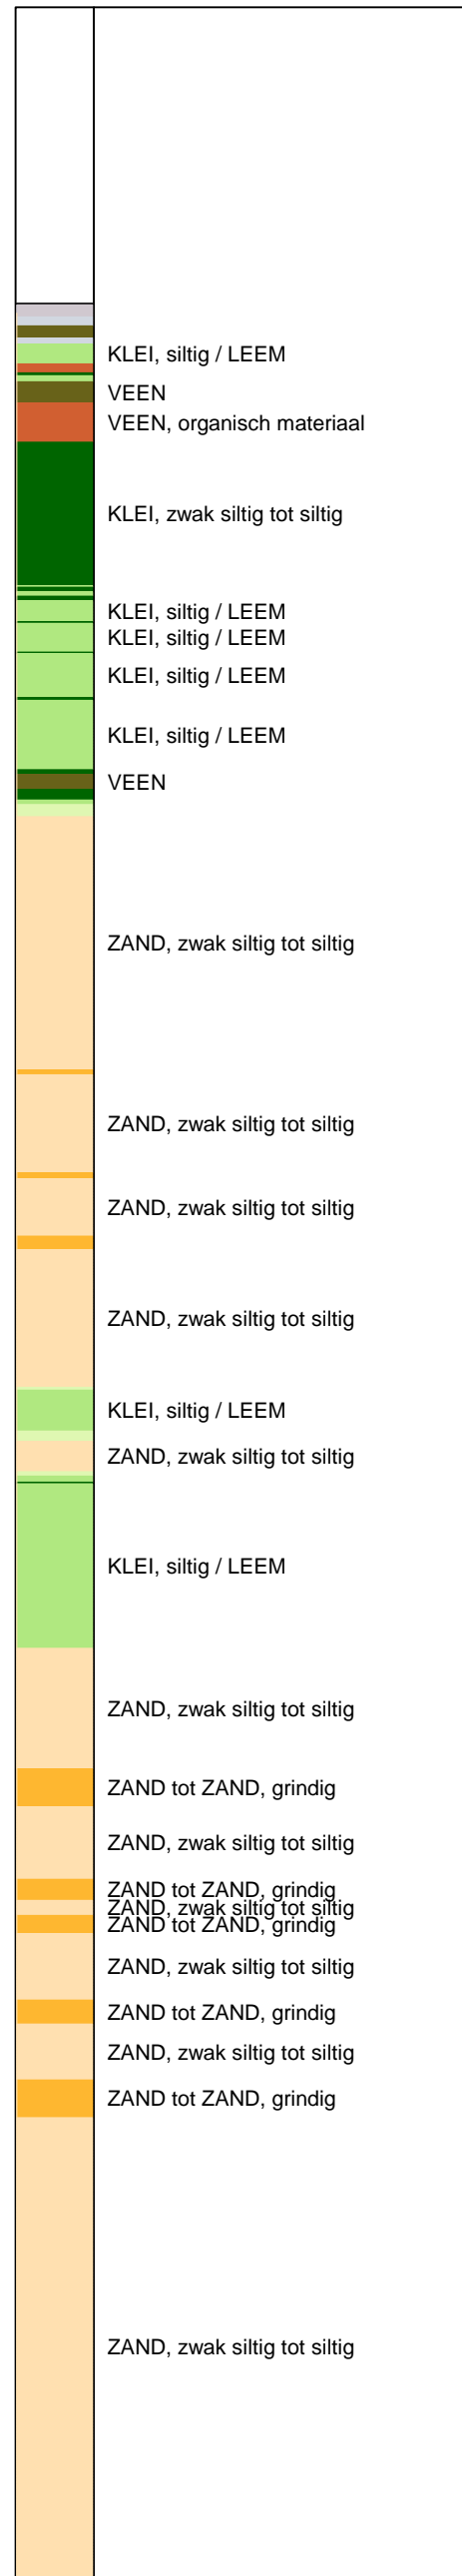 KLEI, siltig / LEEM
VEEN
VEEN, organisch materiaal
KLEI, zwak siltig tot siltig
KLEI, siltig / LEEM
KLEI, siltig / LEEM
KLEI, siltig / LEEM
KLEI, siltig / LEEM
VEEN
ZAND, zwak siltig tot siltig
ZAND, zwak siltig tot siltig
ZAND, zwak siltig tot siltig
ZAND, zwak siltig tot siltig
KLEI, siltig / LEEM
ZAND, zwak siltig tot siltig
KLEI, siltig / LEEM
ZAND, zwak siltig tot siltig
ZAND tot ZAND, grindig
ZAND, zwak siltig tot siltig
ZAND tot ZAND, grindig
ZAND, zwak siltig tot siltig
ZAND tot ZAND, grindig
ZAND, zwak siltig tot siltig
ZAND tot ZAND, grindig
ZAND, zwak siltig tot siltig
ZAND tot ZAND, grindig
ZAND, zwak siltig tot siltig